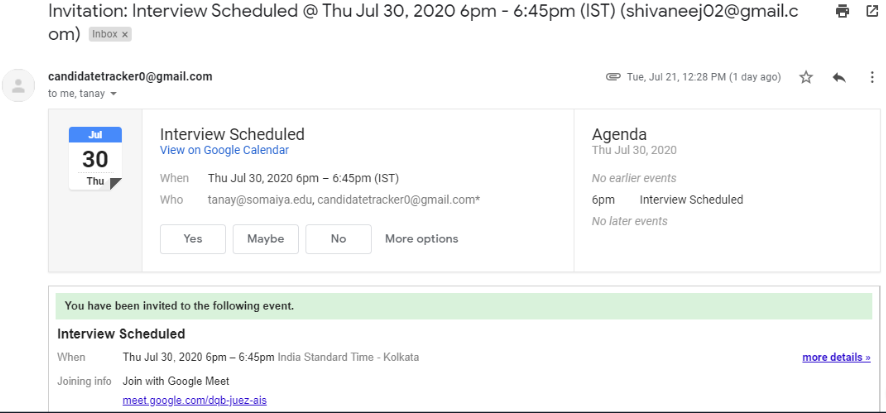 Invitation: Interview Scheduled @ Thu Jul 30, 2020 6pm - 6:45pm (IST) (shivaneej02@gmail.c
om) Inbox x
candidatetracker0@gmail.com
Tue, Jul 21, 12:28 PM (1 day ago)
to me, tanay
Jul
30
Thu
Interview Scheduled
View on Google Calendar
When Thu Jul 30, 2020 6pm – 6:45pm (IST)
Who tanay@somaiya.edu, candidatetracker0@gmail.com*
Yes Maybe No More options
Agenda
Thu Jul 30, 2020
No earlier events
6pm Interview Scheduled
No later events
You have been invited to the following event.
Interview Scheduled
When Thu Jul 30, 2020 6pm – 6:45pm India Standard Time - Kolkata
more details »
Joining info Join with Google Meet
meet.google.com/dqb-juez-ais